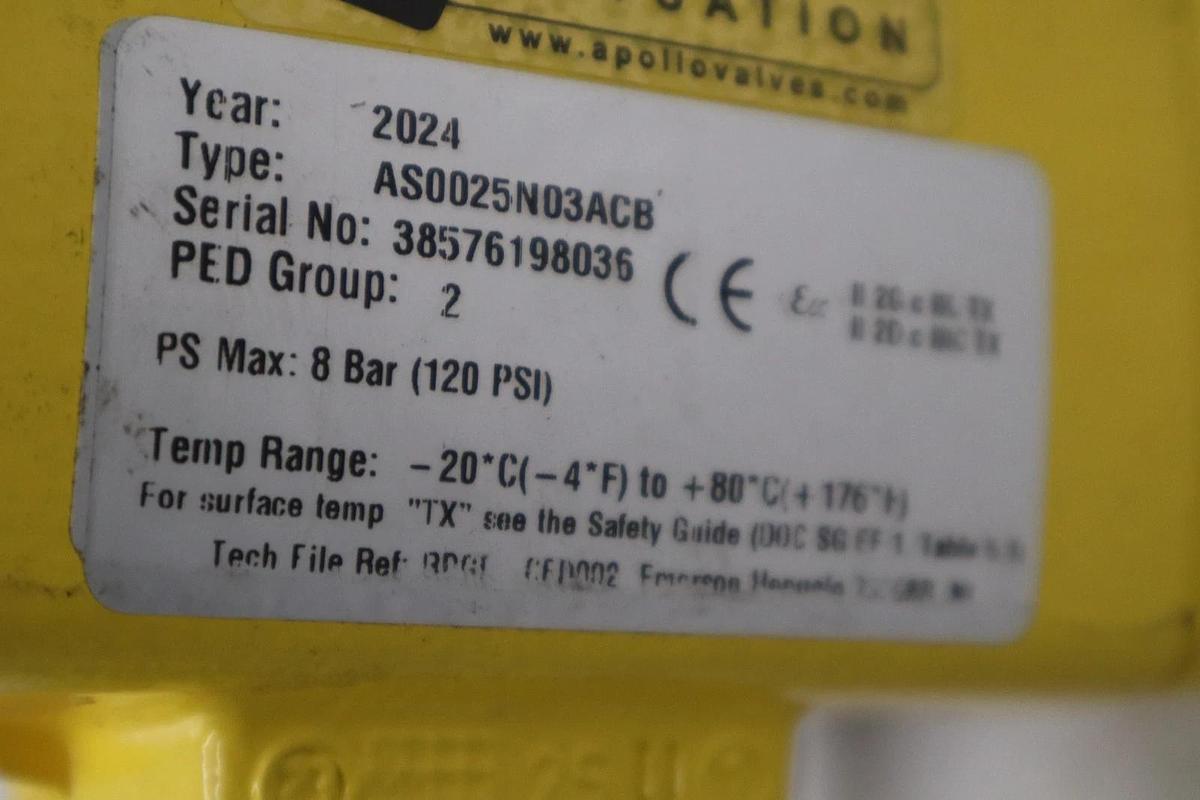 www.apollovalves.com
Year: 2024
Type: AS0025N03ACB
Serial No: 38576198036
PED Group: 2
CE
PS Max: 8 Bar (120 PSI)
Temp Range: -20*C(-4*F) to +80*C(+176*F)
For surface temp "TX" see the Safety Guide (DOC SG
Tech File Ref: